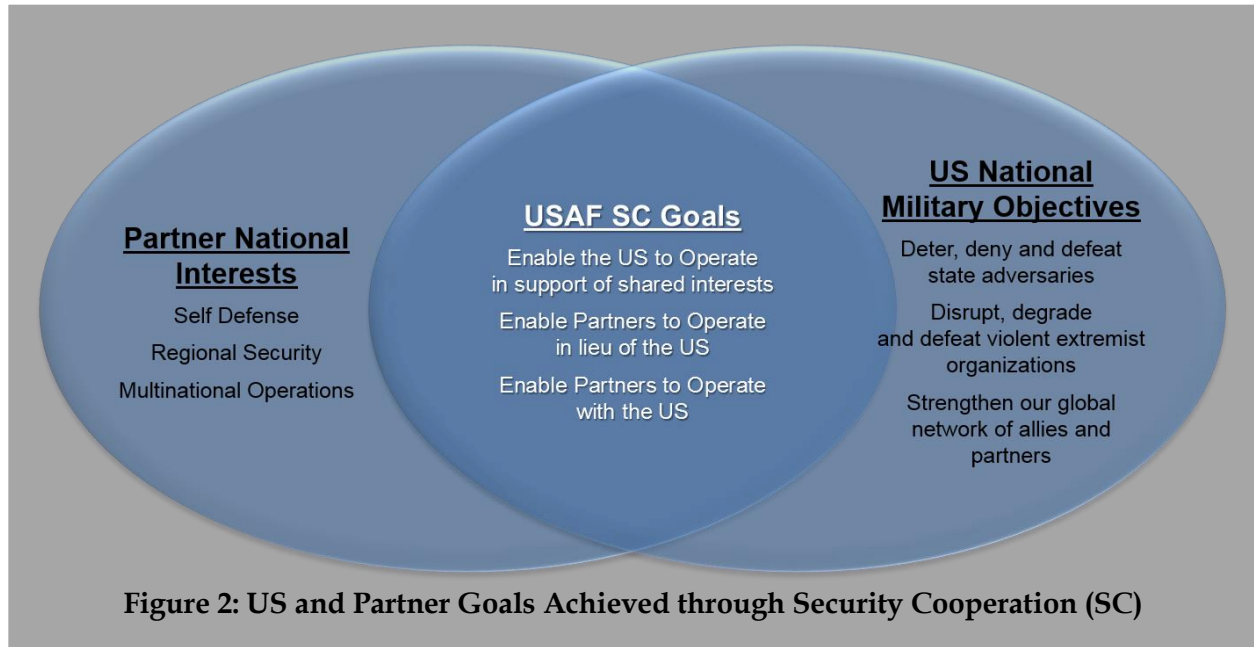 Partner National
Interests
Self Defense
Regional Security
Multinational Operations
USAF SC Goals
Enable the US to Operate
in support of shared interests
Enable Partners to Operate
in lieu of the US
Enable Partners to Operate
with the US
US National
Military Objectives
Deter, deny and defeat
state adversaries
Disrupt, degrade
and defeat violent extremist
organizations
Strengthen our global
network of allies and
partners
Figure 2: US and Partner Goals Achieved through Security Cooperation (SC)